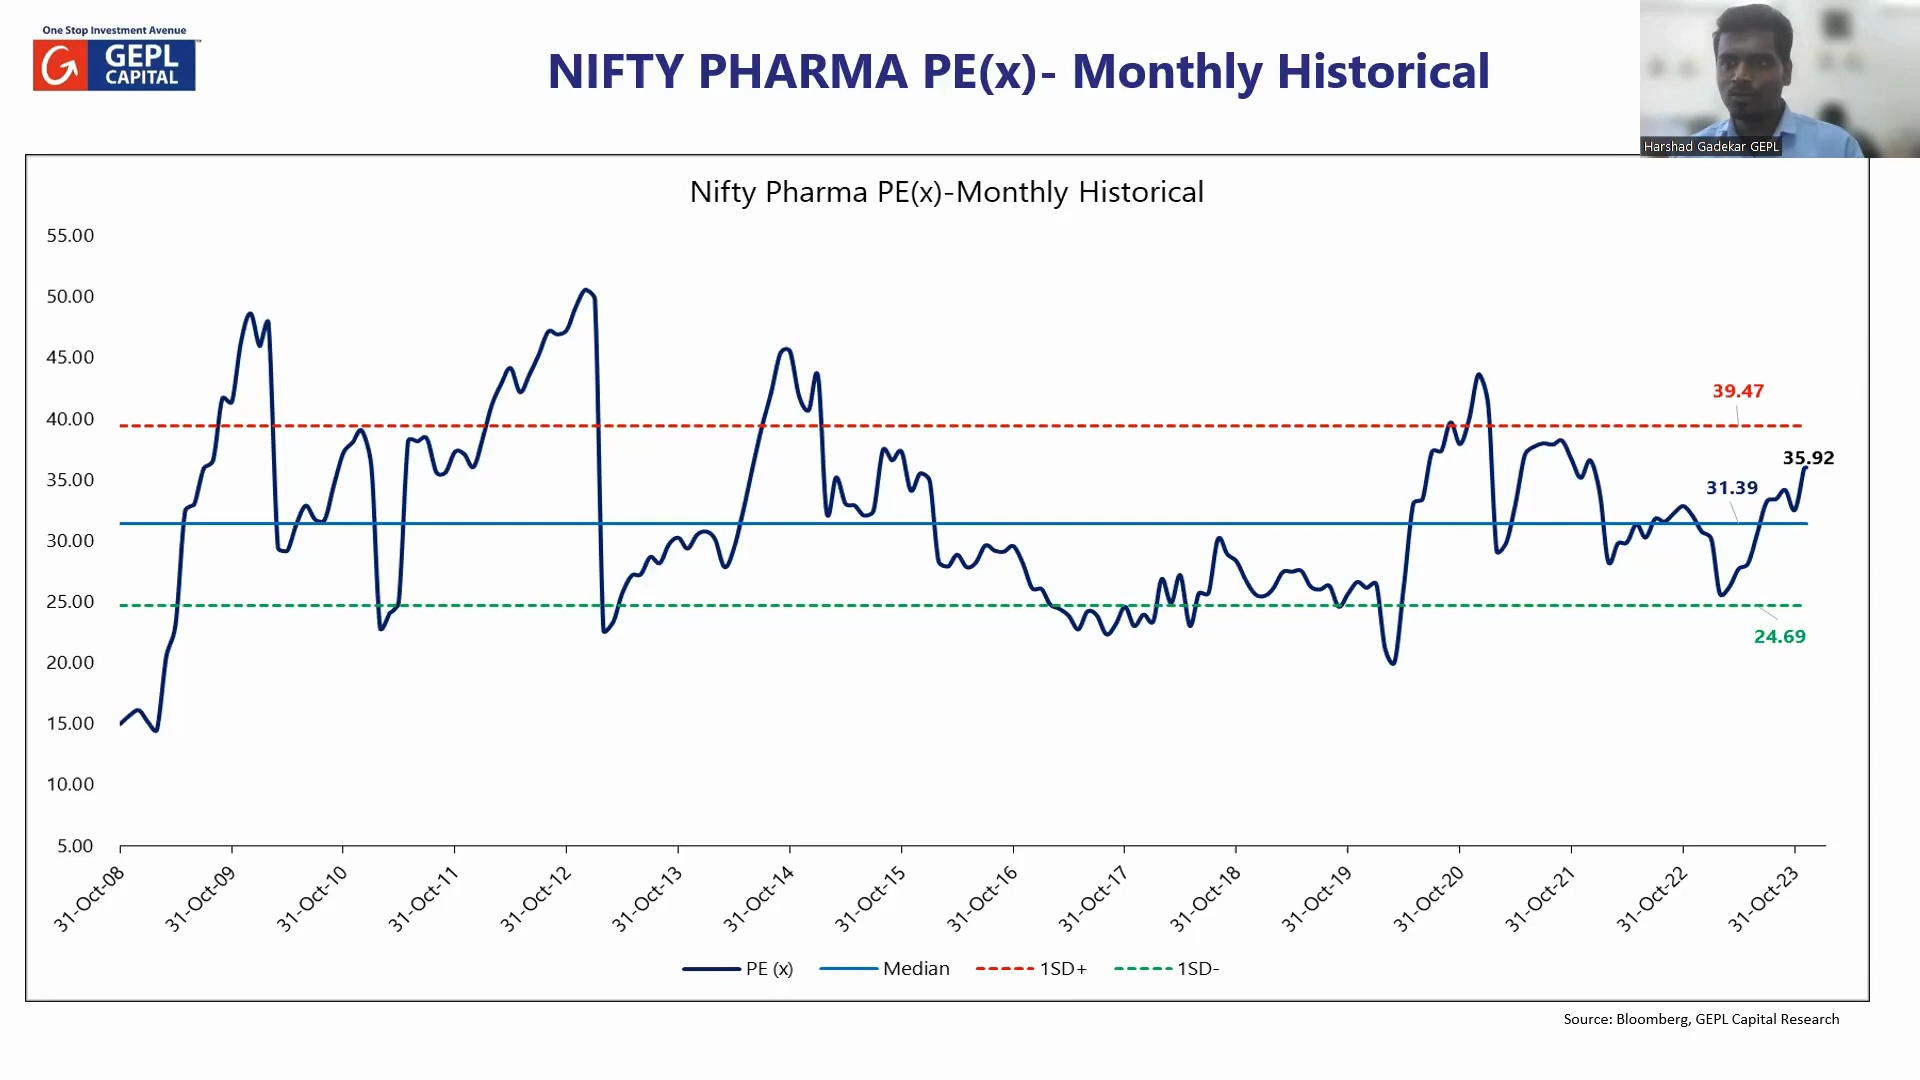 One Stop Investment Avenue
GEPL
CAPITAL
NIFTY PHARMA PE(x)- Monthly Historical
Harshad Gadekar GEPL
Nifty Pharma PE(x)-Monthly Historical
55.00
50.00
45.00
40.00
35.00
30.00
25.00
20.00
15.00
10.00
5.00
39.47
35.92
31.39
24.69
31-Oct-08
31-Oct-09
31-Oct-10
31-Oct-11
31-Oct-12
31-Oct-13
31-Oct-14
31-Oct-15
31-Oct-16
31-Oct-17
31-Oct-18
31-Oct-19
31-Oct-20
31-Oct-21
31-Oct-22
31-Oct-23
PE (x) Median 1SD+ 1SD-
Source: Bloomberg, GEPL Capital Research